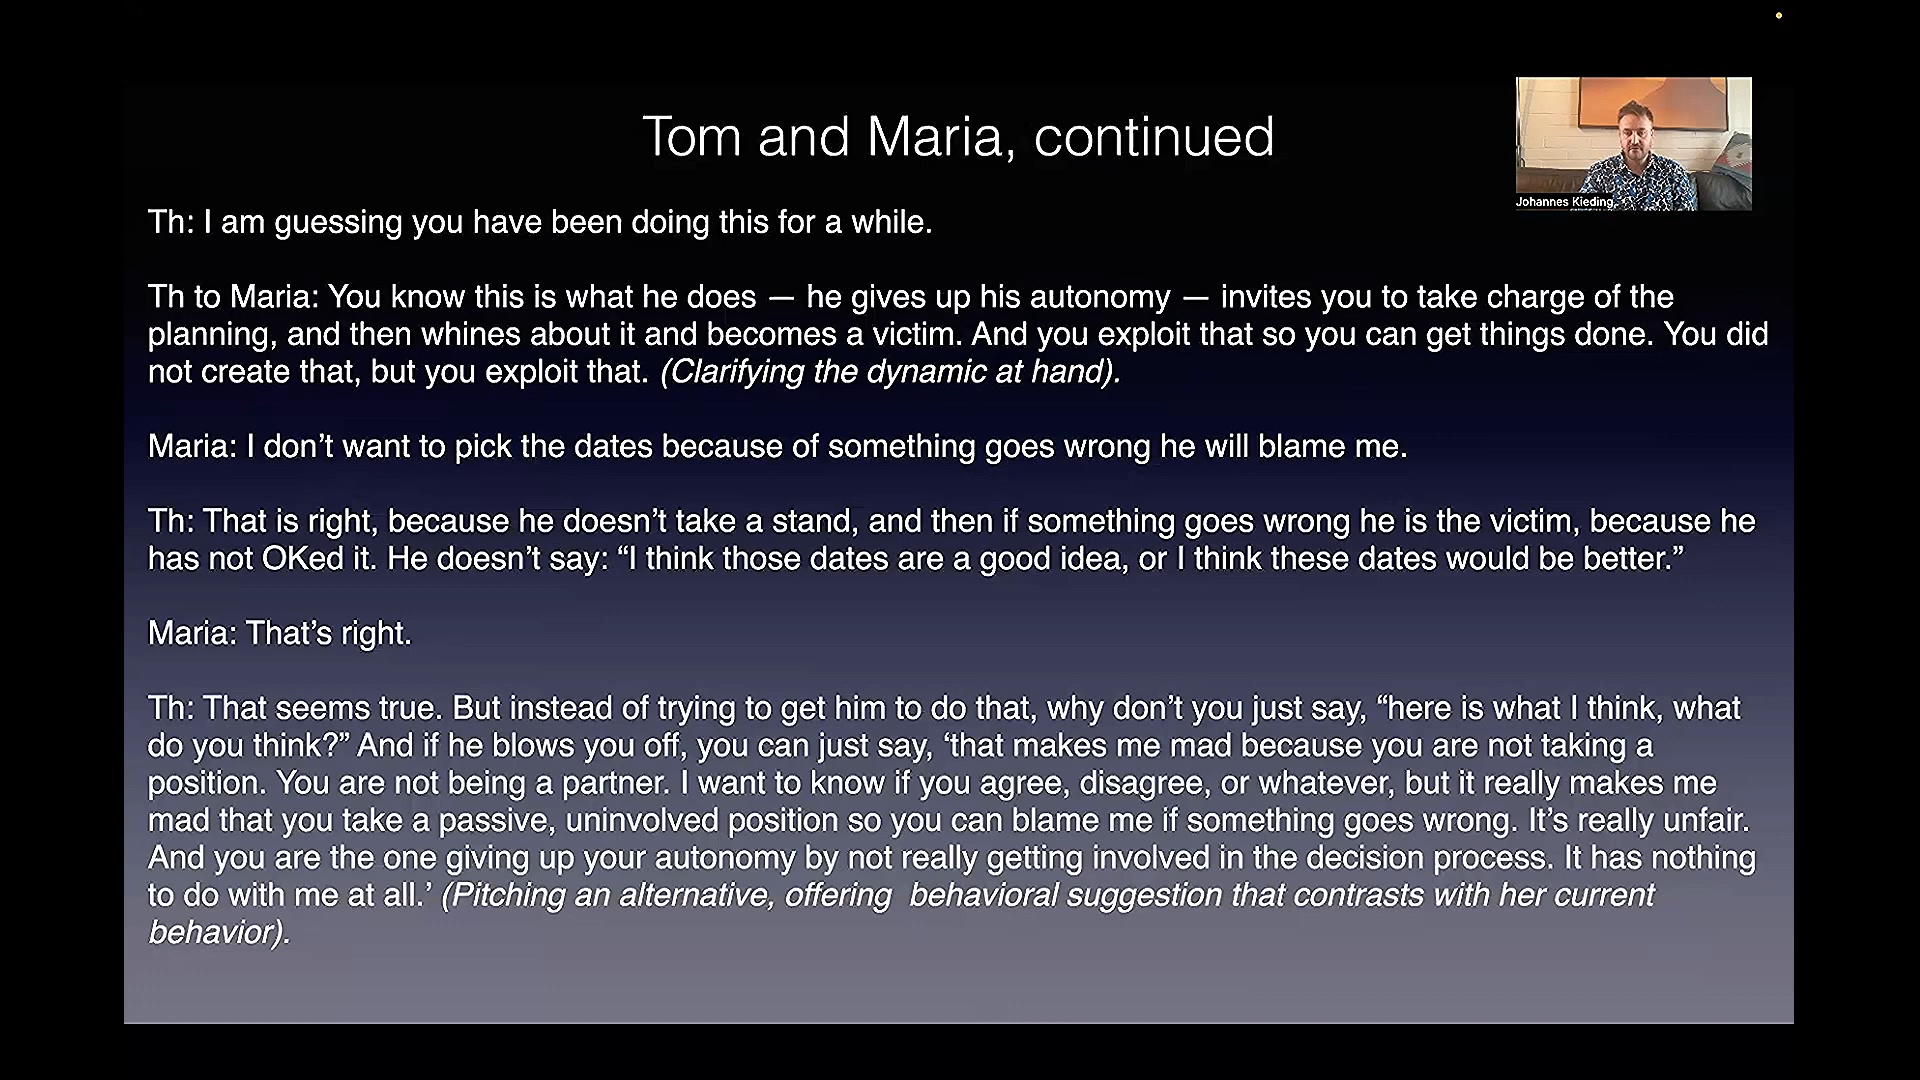 Tom and Maria, continued
Johannes Kieding
Th: I am guessing you have been doing this for a while.
Th to Maria: You know this is what he does — he gives up his autonomy — invites you to take charge of the
planning, and then whines about it and becomes a victim. And you exploit that so you can get things done. You did
not create that, but you exploit that. (Clarifying the dynamic at hand).
Maria: I don’t want to pick the dates because of something goes wrong he will blame me.
Th: That is right, because he doesn’t take a stand, and then if something goes wrong he is the victim, because he
has not OKed it. He doesn’t say: “I think those dates are a good idea, or I think these dates would be better.”
Maria: That’s right.
Th: That seems true. But instead of trying to get him to do that, why don’t you just say, “here is what I think, what
do you think?” And if he blows you off, you can just say, ‘that makes me mad because you are not taking a
position. You are not being a partner. I want to know if you agree, disagree, or whatever, but it really makes me
mad that you take a passive, uninvolved position so you can blame me if something goes wrong. It’s really unfair.
And you are the one giving up your autonomy by not really getting involved in the decision process. It has nothing
to do with me at all.’ (Pitching an alternative, offering  behavioral suggestion that contrasts with her current
behavior).